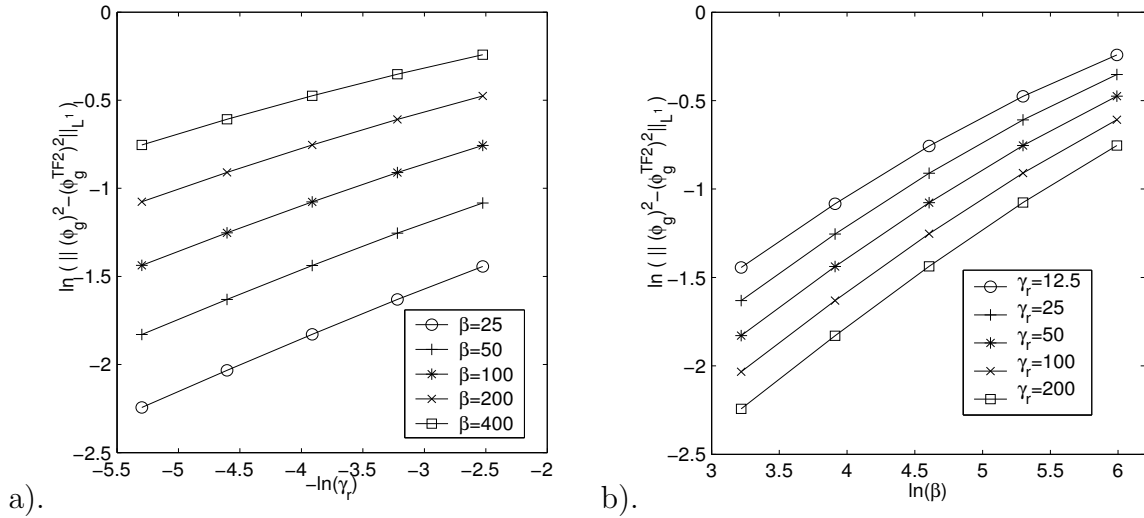 0
−0.5
−1
−1.5
−2
−2.5
ln( || (ϕg)²−(ϕgTF2)²||L1)
−5.5 −5 −4.5 −4 −3.5 −3 −2.5 −2
−ln(γr)
β=25
β=50
β=100
β=200
β=400
a).
0
−0.5
−1
−1.5
−2
−2.5
ln( || (ϕg)²−(ϕgTF2)²||L1)
3 3.5 4 4.5 5 5.5 6
ln(β)
γr=12.5
γr=25
γr=50
γr=100
γr=200
b).